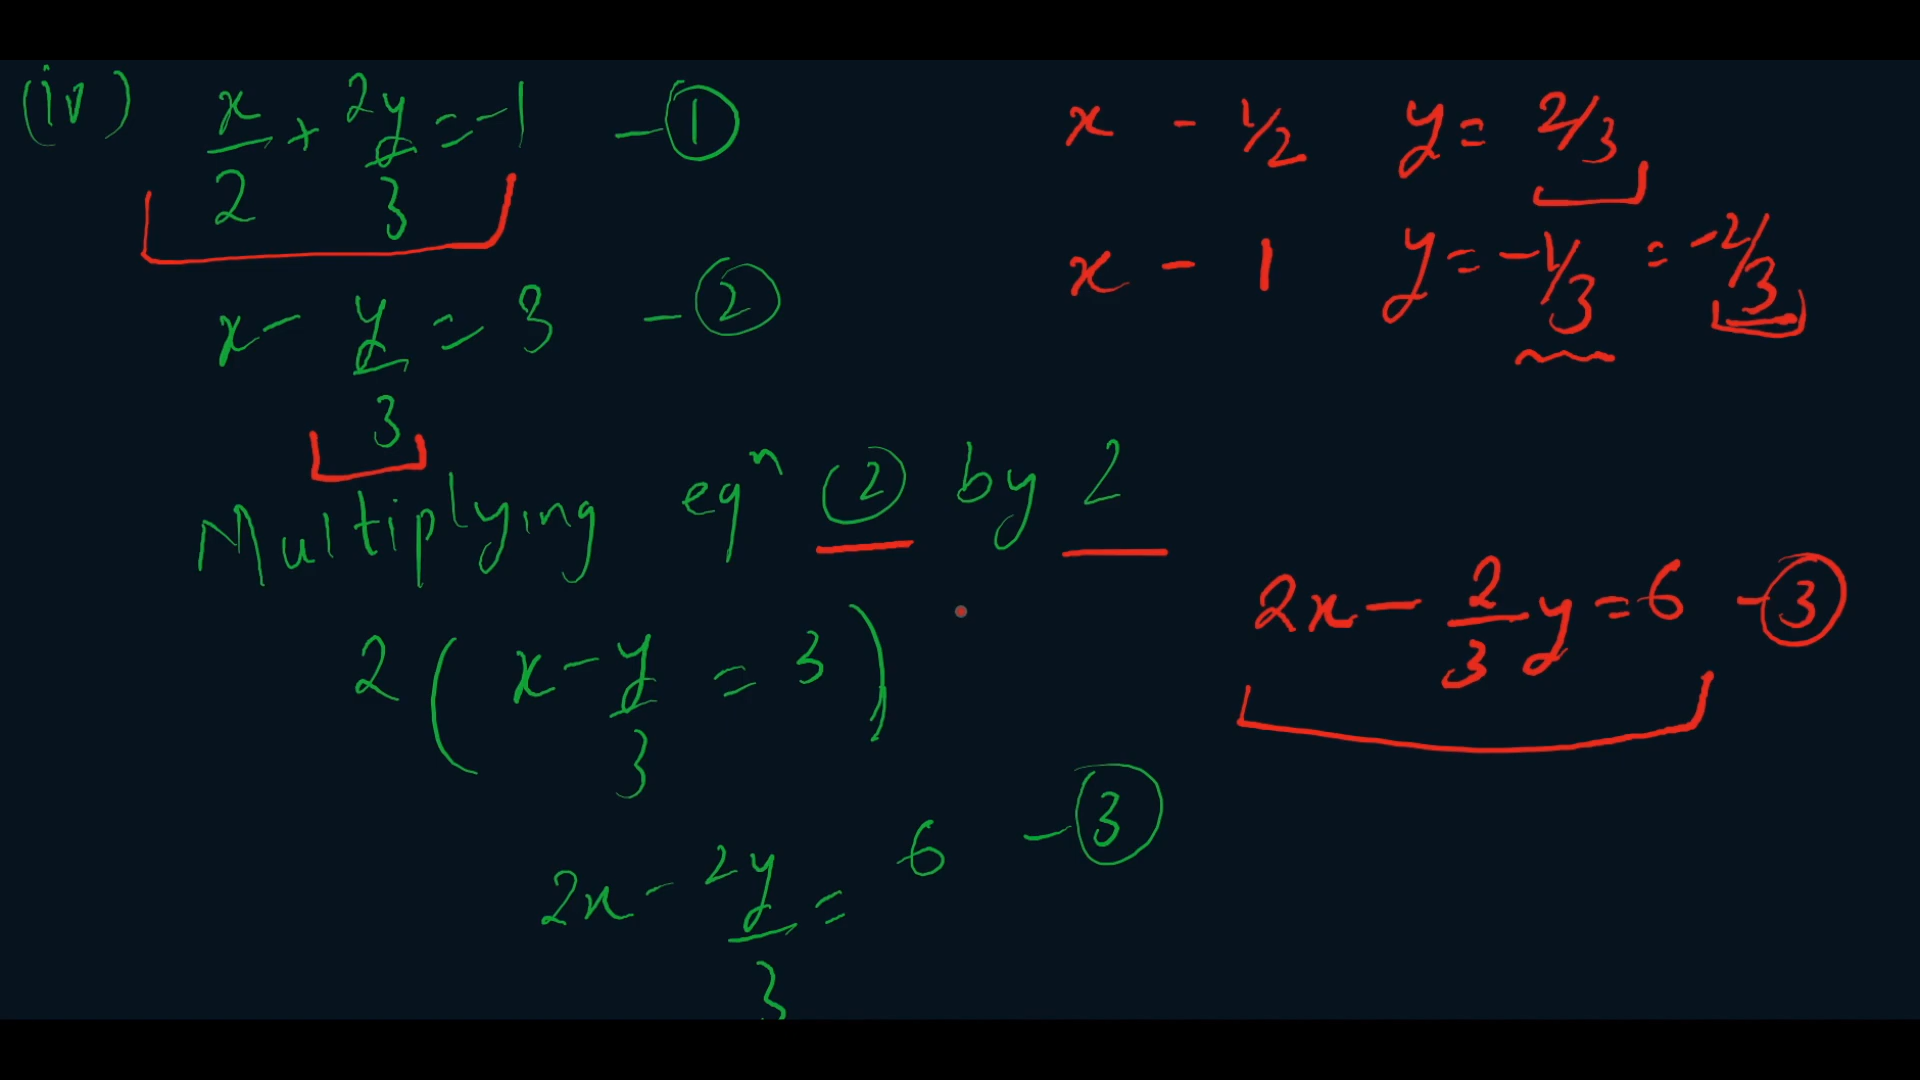 (iv) x/2 + 2y/3 = -1 - ①
x - y/3 = 3 - ②
x - 1/2 y = 2/3
x - 1 y = -1/3 = -2/3
Multiplying eqⁿ ② by 2
2 ( x - y/3 = 3 )
2x - 2y/3 = 6 - ③
2x - 2/3 y = 6 - ③